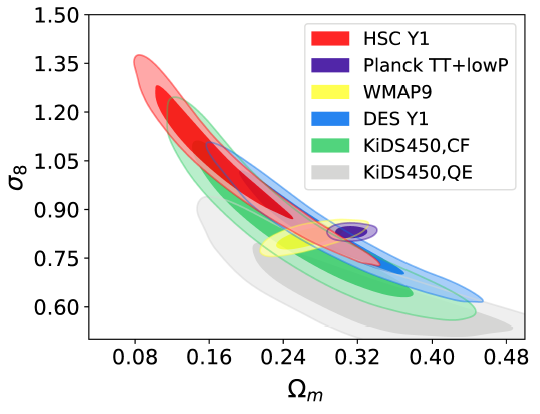 1.50
1.35
1.20
1.05
0.90
0.75
0.60
σ8
HSC Y1
Planck TT+lowP
WMAP9
DES Y1
KiDS450,CF
KiDS450,QE
0.08 0.16 0.24 0.32 0.40 0.48
Ωm